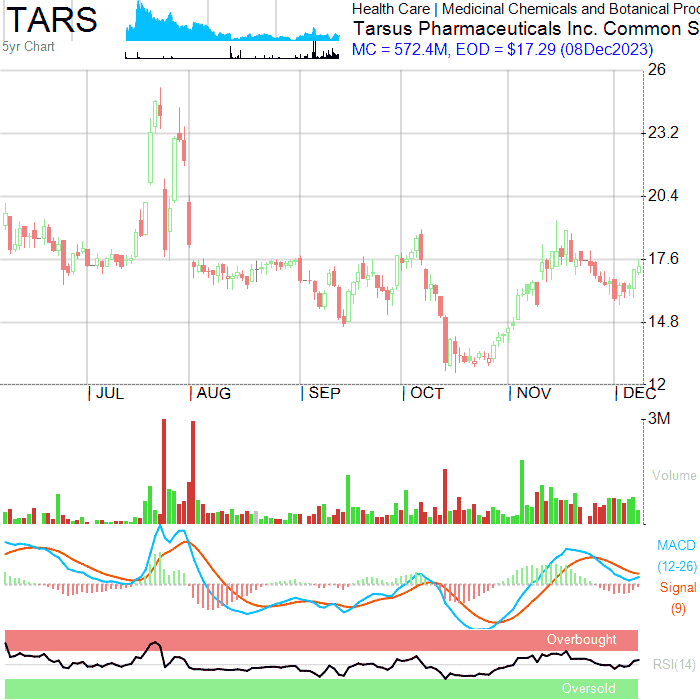 TARS
5yr Chart
Health Care | Medicinal Chemicals and Botanical Proc
Tarsus Pharmaceuticals Inc. Common S
MC = 572.4M, EOD = $17.29 (08Dec2023)
26
23.2
20.4
17.6
14.8
12
JUL AUG SEP OCT NOV DEC
3M
Volume
MACD
(12-26)
Signal
(9)
Overbought
RSI(14)
Oversold